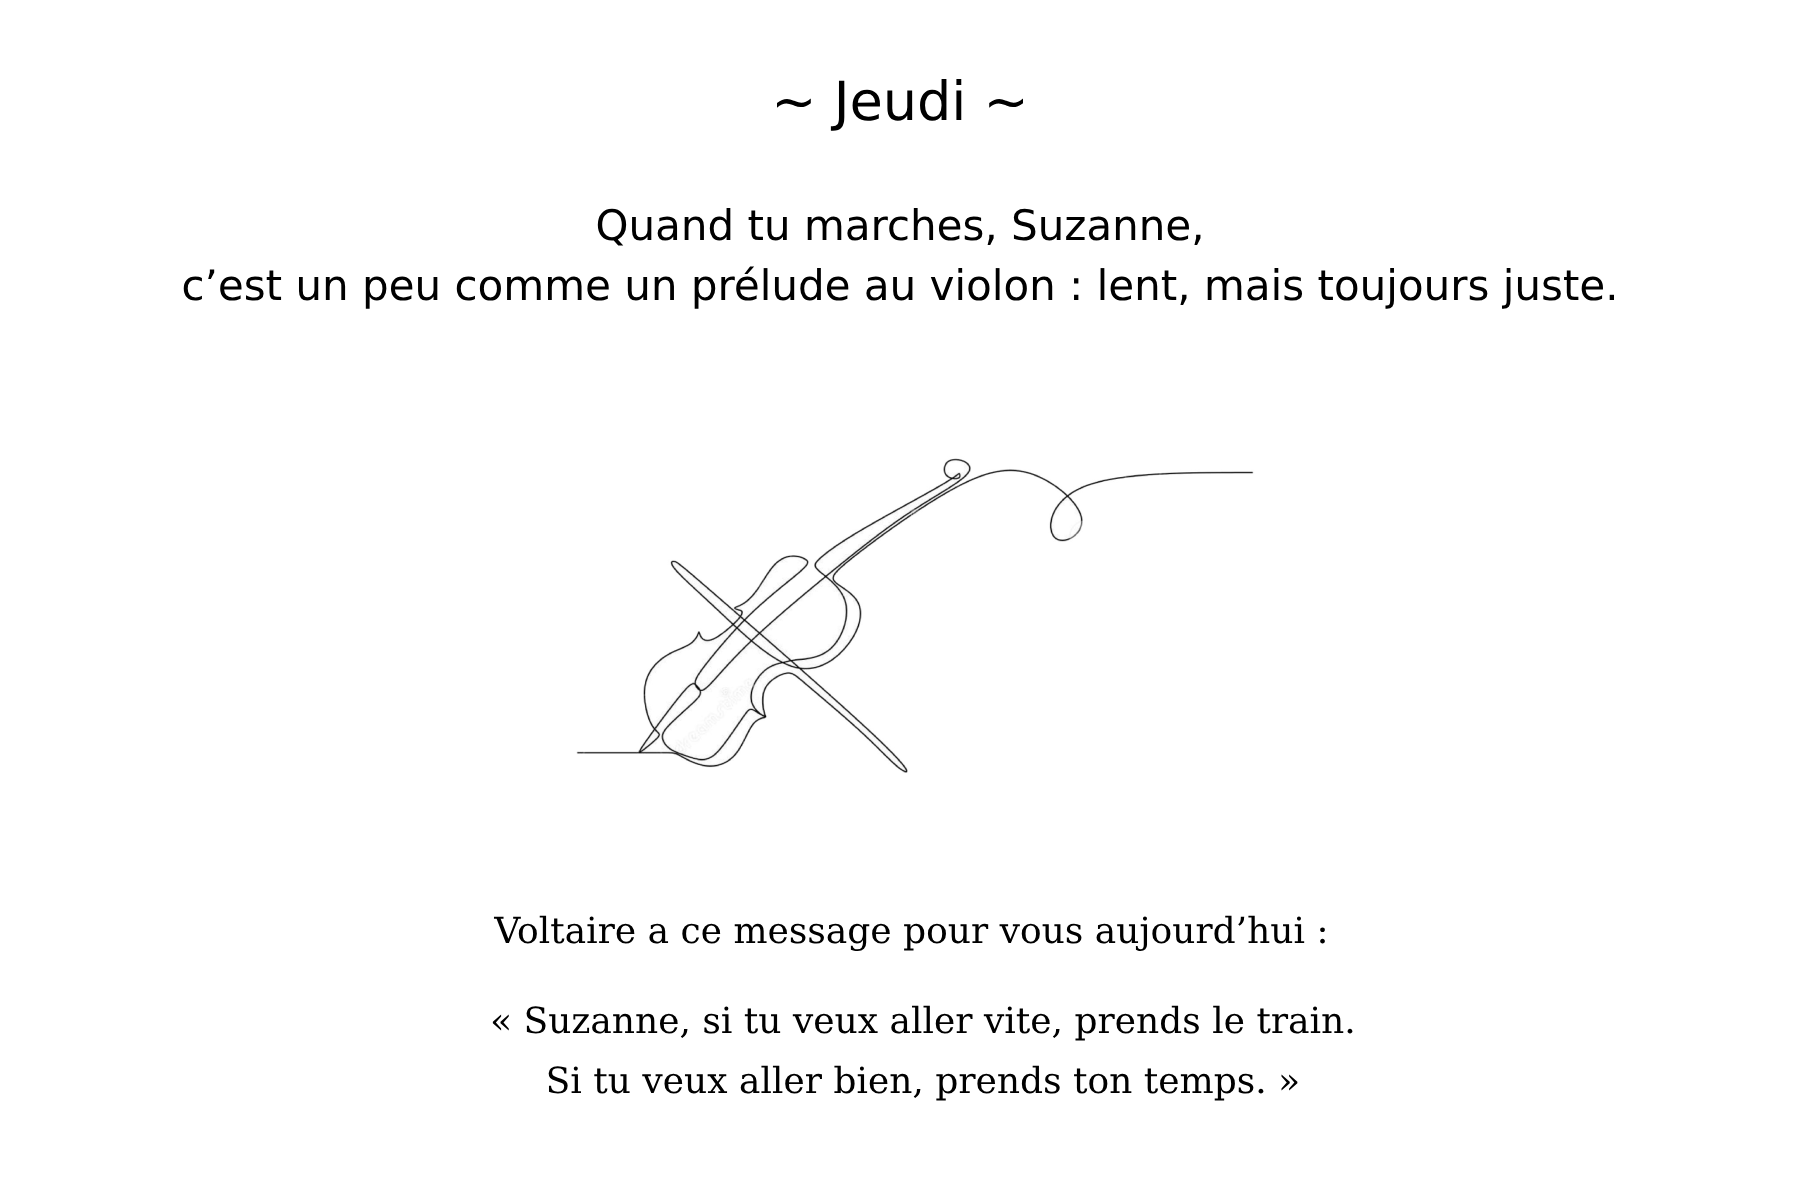 ~ Jeudi ~
Quand tu marches, Suzanne,
c’est un peu comme un prélude au violon : lent, mais toujours juste.
Voltaire a ce message pour vous aujourd’hui :
« Suzanne, si tu veux aller vite, prends le train.
Si tu veux aller bien, prends ton temps. »